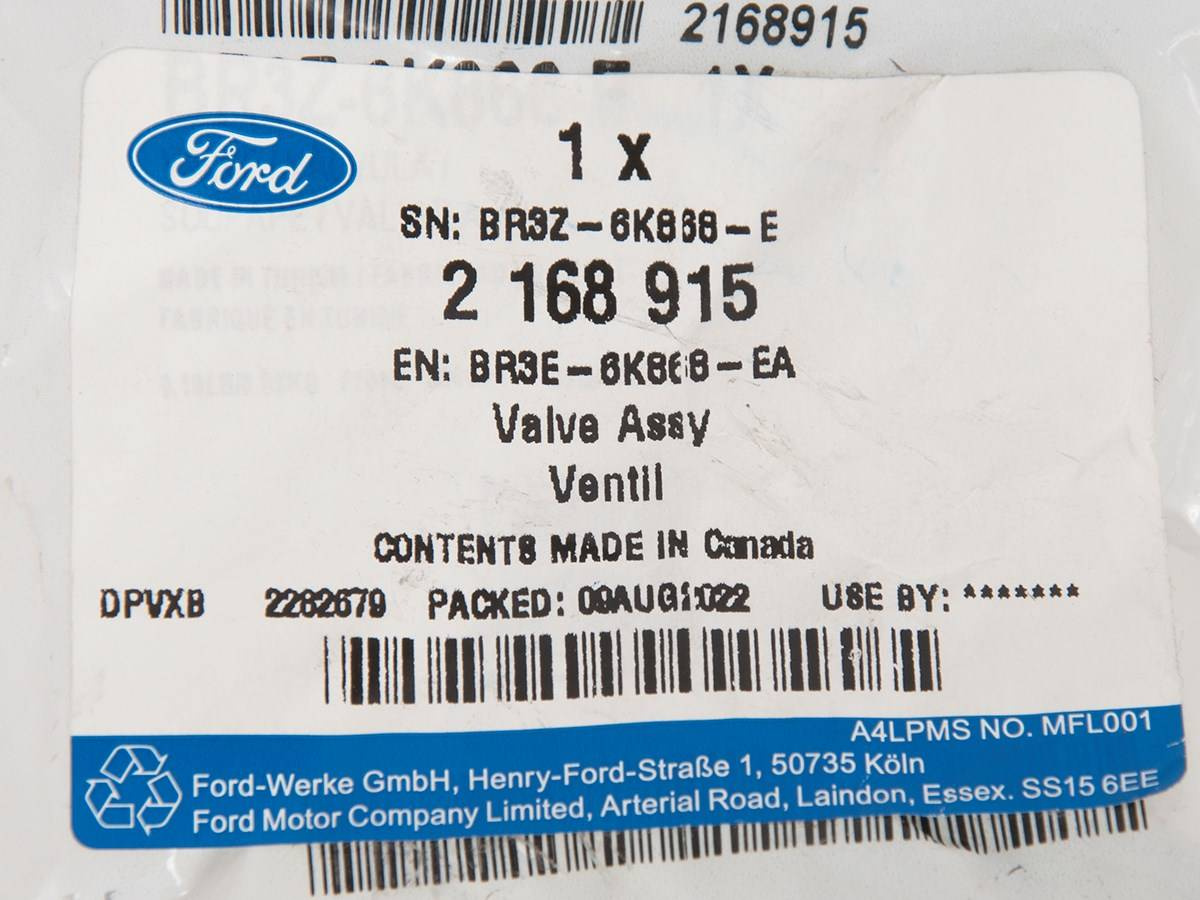 2168915
Ford
1 x
SN: BR3Z-6K868-E
2 168 915
EN: BR3E-6K868-EA
Valve Assy
Ventil
CONTENTS MADE IN Canada
DPVXB 2282679 PACKED: 09AUG2022 USE BY: *******
A4LPMS NO. MFL001
Ford-Werke GmbH, Henry-Ford-Straße 1, 50735 Köln
Ford Motor Company Limited, Arterial Road, Laindon, Essex. SS15 6EE